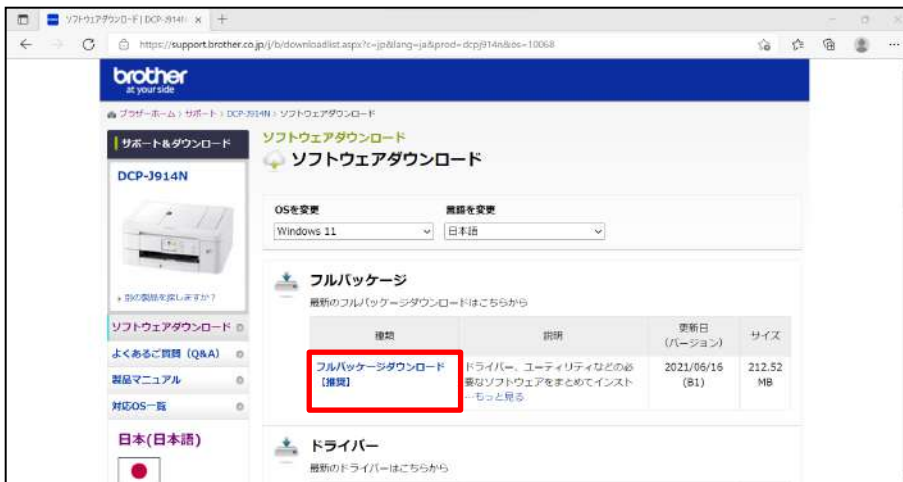 ソフトウェアダウンロード | DCP-J914N
https://support.brother.co.jp/j/b/downloadlist.aspx?c=jp&lang=ja&prod=dcpj914n&os=10068
brother
at your side
ブラザーホーム > サポート > DCP-J914N > ソフトウェアダウンロード
サポート&ダウンロード
DCP-J914N
別の製品を探しますか？
ソフトウェアダウンロード
よくあるご質問（Q&A）
製品マニュアル
対応OS一覧
日本(日本語)
ソフトウェアダウンロード
ソフトウェアダウンロード
OSを変更
言語を変更
Windows 11
日本語
フルパッケージ
最新のフルパッケージダウンロードはこちらから
種類
説明
更新日
(バージョン)
サイズ
フルパッケージダウンロード
【推奨】
ドライバー、ユーティリティなどの必
要なソフトウェアをまとめてインスト
…もっと見る
2021/06/16
(B1)
212.52
MB
ドライバー
最新のドライバーはこちらから